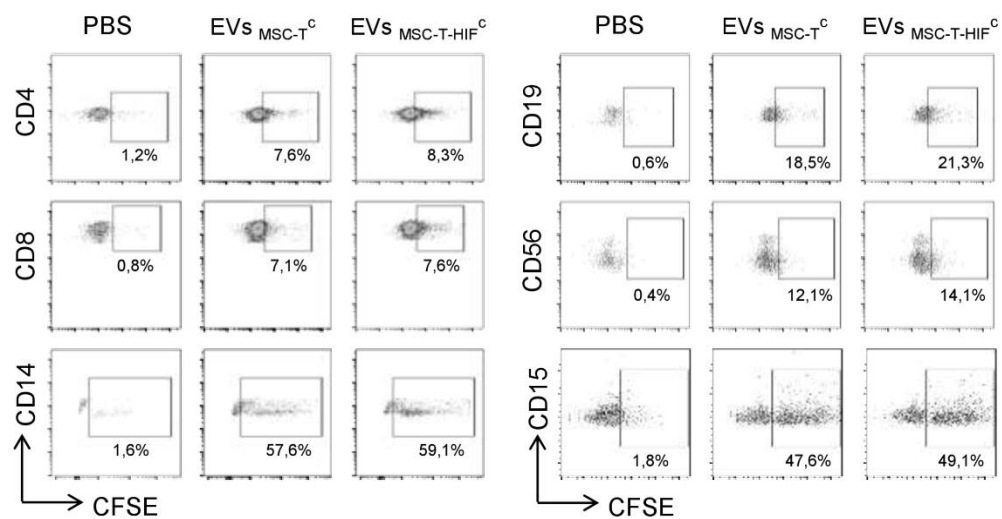 PBS EVs MSC-T c EVs MSC-T-HIF c
CD4
1,2% 7,6% 8,3%
CD8
0,8% 7,1% 7,6%
CD14
1,6% 57,6% 59,1%
CFSE
PBS EVs MSC-T c EVs MSC-T-HIF c
CD19
0,6% 18,5% 21,3%
CD56
0,4% 12,1% 14,1%
CD15
1,8% 47,6% 49,1%
CFSE